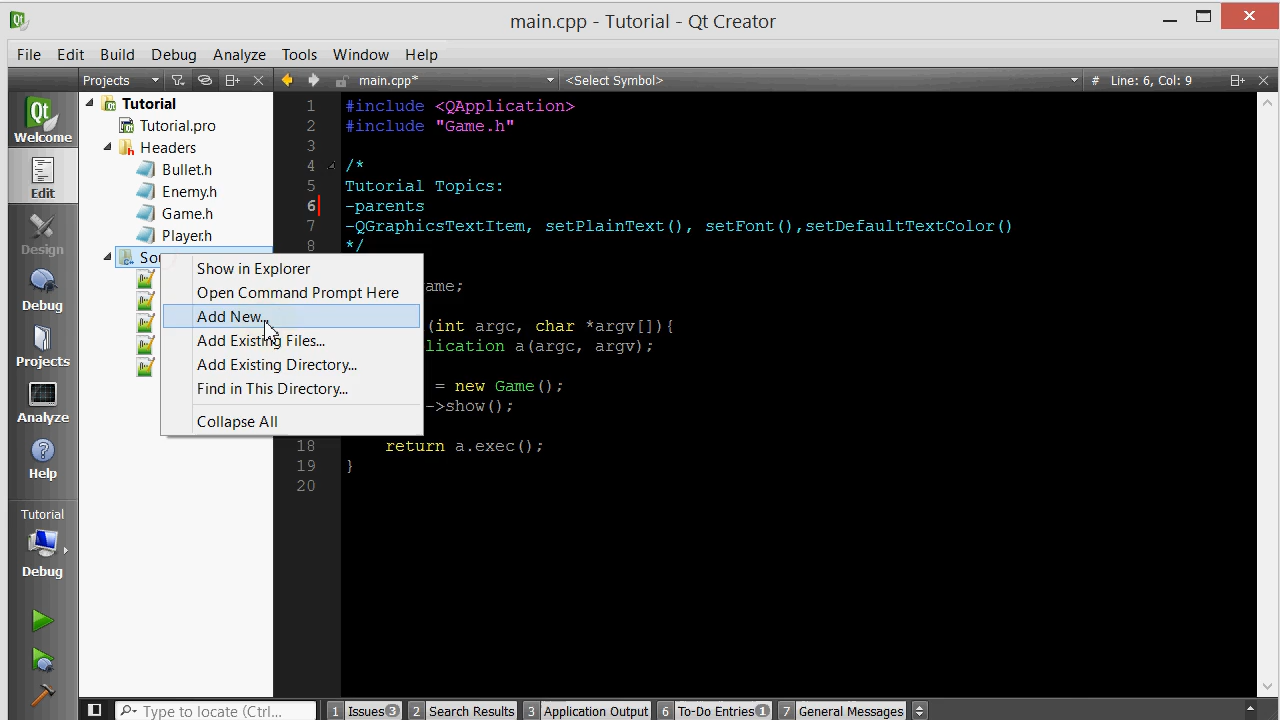 main.cpp - Tutorial - Qt Creator
File Edit Build Debug Analyze Tools Window Help
Projects main.cpp* <Select Symbol> # Line: 6, Col: 9
Qt
Welcome
Edit
Design
Debug
Projects
Analyze
Help
Tutorial
Debug
Tutorial
Tutorial.pro
Headers
Bullet.h
Enemy.h
Game.h
Player.h
Sou
Show in Explorer
Open Command Prompt Here
Add New...
Add Existing Files...
Add Existing Directory...
Find in This Directory...
Collapse All
1 #include <QApplication>
2 #include "Game.h"
3
4 /*
5 Tutorial Topics:
6 -parents
7 -QGraphicsTextItem, setPlainText(), setFont(),setDefaultTextColor()
8 */
ame;
(int argc, char *argv[]){
lication a(argc, argv);
= new Game();
->show();
18 return a.exec();
19 }
20
Type to locate (Ctrl... 1 Issues 3 2 Search Results 3 Application Output 6 To-Do Entries 1 7 General Messages